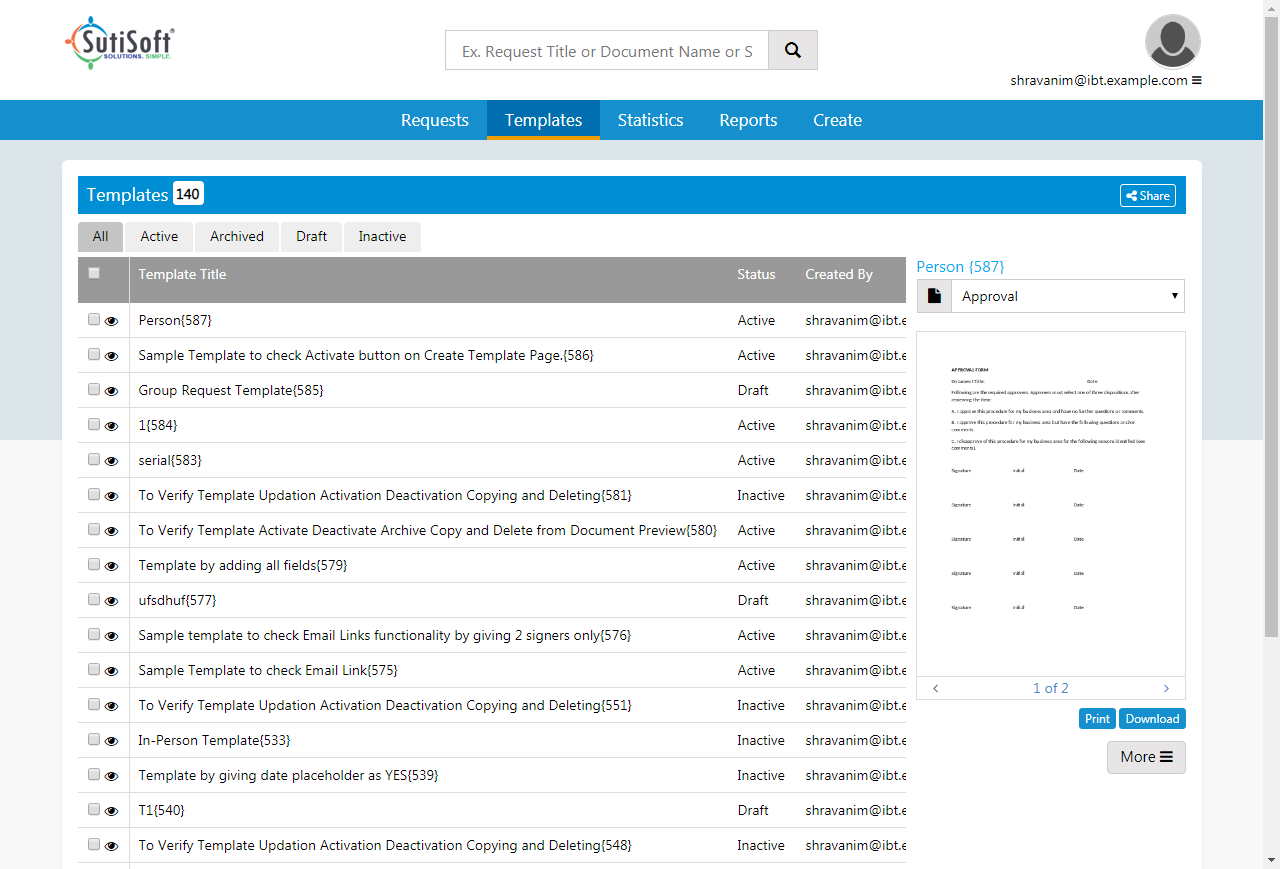 SutiSoft®
SOLUTIONS. SIMPLE.
Ex. Request Title or Document Name or S
shravanim@ibt.example.com
Requests Templates Statistics Reports Create
Templates 140 Share
All Active Archived Draft Inactive
Template Title Status Created By
Person{587} Active shravanim@ibt.e
Sample Template to check Activate button on Create Template Page.{586} Active shravanim@ibt.e
Group Request Template{585} Draft shravanim@ibt.e
1{584} Active shravanim@ibt.e
serial{583} Active shravanim@ibt.e
To Verify Template Updation Activation Deactivation Copying and Deleting{581} Inactive shravanim@ibt.e
To Verify Template Activate Deactivate Archive Copy and Delete from Document Preview{580} Active shravanim@ibt.e
Template by adding all fields{579} Active shravanim@ibt.e
ufsdhuf{577} Draft shravanim@ibt.e
Sample template to check Email Links functionality by giving 2 signers only{576} Active shravanim@ibt.e
Sample Template to check Email Link{575} Active shravanim@ibt.e
To Verify Template Updation Activation Deactivation Copying and Deleting{551} Inactive shravanim@ibt.e
In-Person Template{533} Inactive shravanim@ibt.e
Template by giving date placeholder as YES{539} Inactive shravanim@ibt.e
T1{540} Draft shravanim@ibt.e
To Verify Template Updation Activation Deactivation Copying and Deleting{548} Inactive shravanim@ibt.e
Person {587}
Approval
APPROVAL FORM
Document Title: Date:
Following are the required approvers. Approvers must select one of three dispositions after
reviewing the item:
A. I approve this procedure for my business area and have no further questions or comments.
B. I approve this procedure for my business area but have the following questions and/or
comments.
C. I disapprove of this procedure for my business area for the following reasons identified (see
comments).
Signature Initial Date
Signature Initial Date
Signature Initial Date
Signature Initial Date
Signature Initial Date
1 of 2
Print Download
More